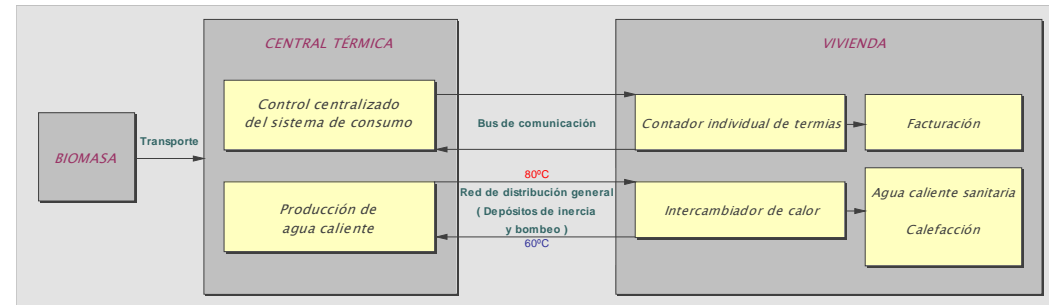 CENTRAL TÉRMICA
VIVIENDA
Control centralizado
del sistema de consumo
Bus de comunicación
Contador individual de termias
Facturación
Transporte
BIOMASA
80ºC
Red de distribución general
( Depósitos de inercia
y bombeo )
60ºC
Producción de
agua caliente
Intercambiador de calor
Agua caliente sanitaria
Calefacción